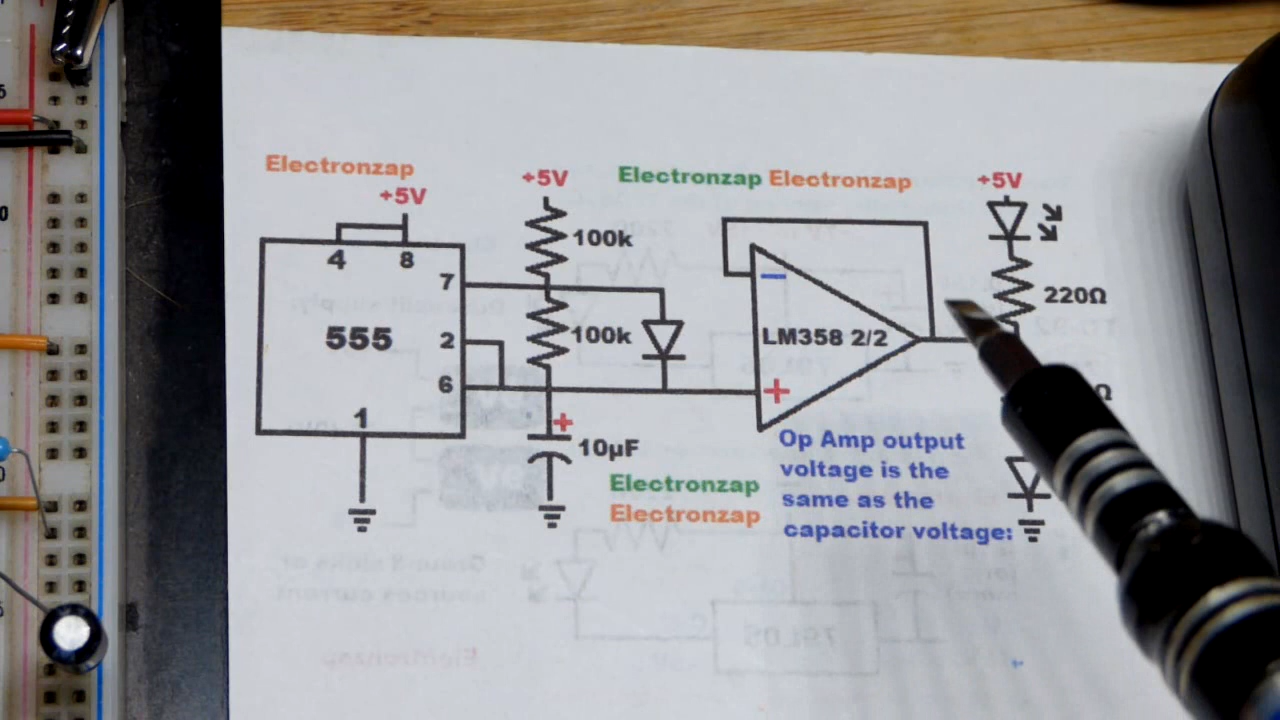 Electronzap
+5V
+5V
Electronzap Electronzap
+5V
4 8
7
100k
220Ω
555
2
100k
LM358 2/2
6
Ω
1
+
10µF
Op Amp output
voltage is the
same as the
capacitor voltage:
Electronzap
Electronzap